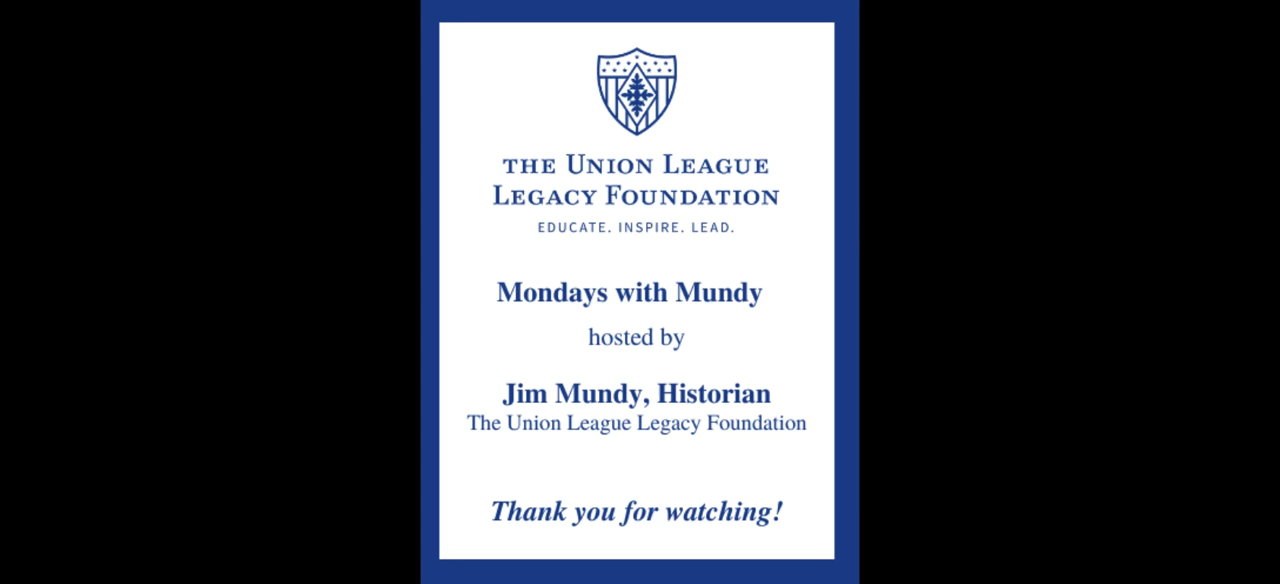 THE UNION LEAGUE
LEGACY FOUNDATION
EDUCATE. INSPIRE. LEAD.
Mondays with Mundy
hosted by
Jim Mundy, Historian
The Union League Legacy Foundation
Thank you for watching!